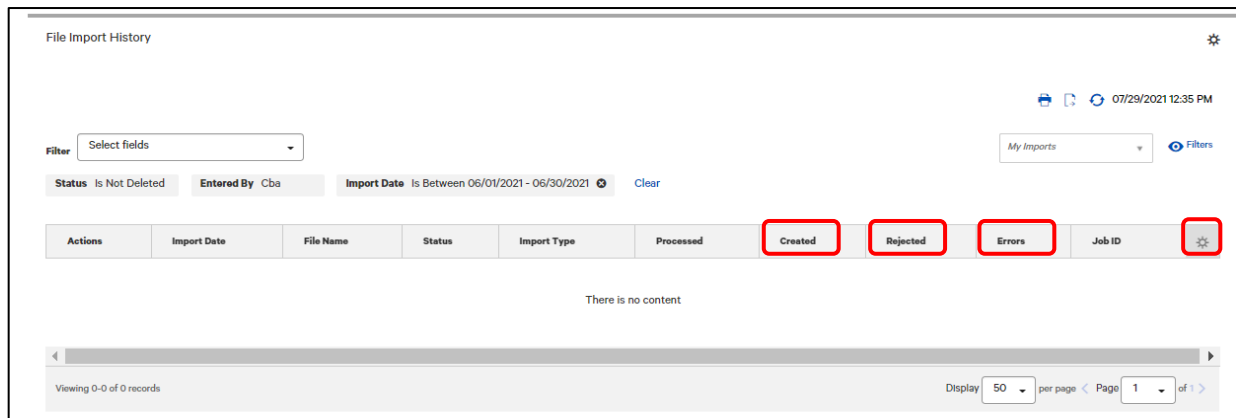 File Import History
07/29/2021 12:35 PM
Filter Select fields My Imports Filters
Status Is Not Deleted Entered By Cba Import Date Is Between 06/01/2021 - 06/30/2021 Clear
Actions Import Date File Name Status Import Type Processed Created Rejected Errors Job ID
There is no content
Viewing 0-0 of 0 records Display 50 per page Page 1 of 1